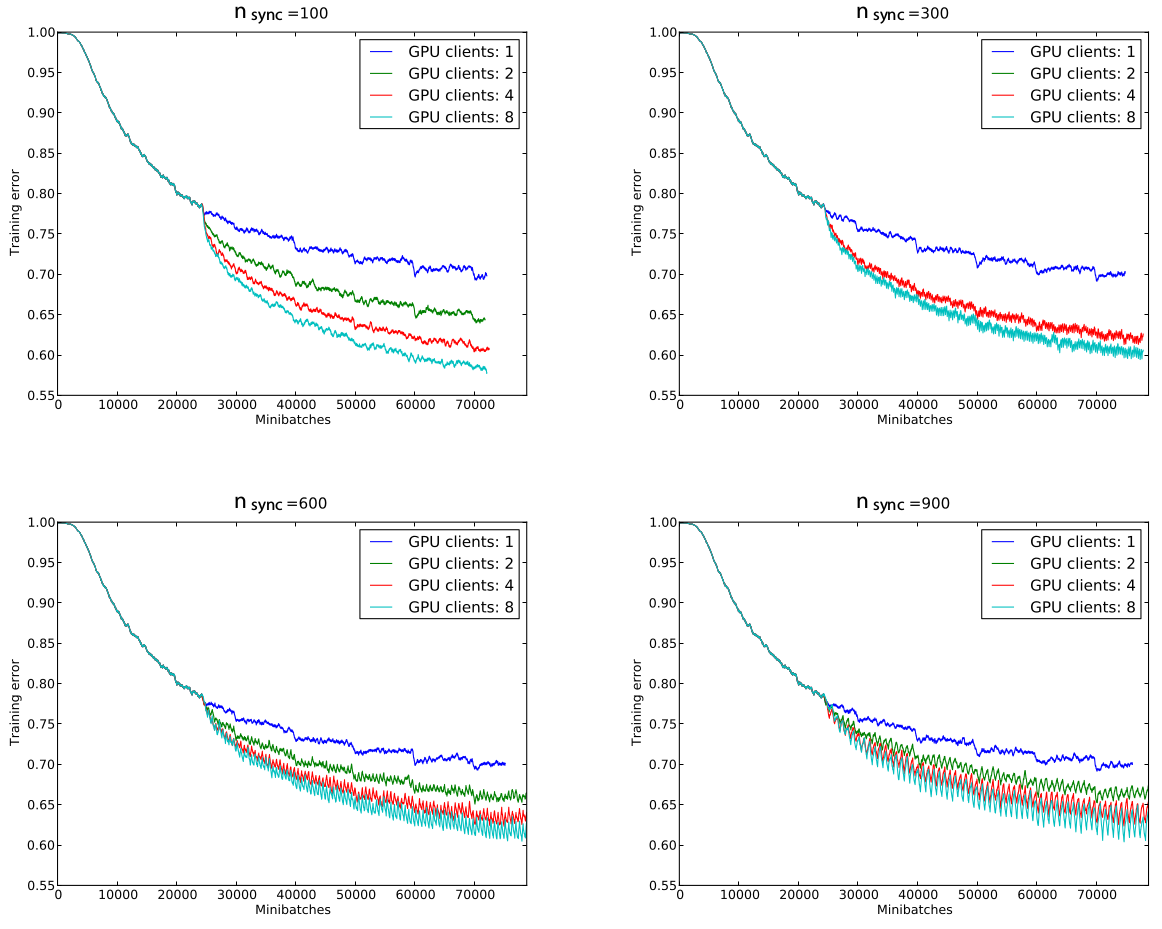 n sync =100
1.00
0.95
0.90
0.85
0.80
0.75
0.70
0.65
0.60
0.55
Training error
GPU clients: 1
GPU clients: 2
GPU clients: 4
GPU clients: 8
0 10000 20000 30000 40000 50000 60000 70000
Minibatches
n sync =300
1.00
0.95
0.90
0.85
0.80
0.75
0.70
0.65
0.60
0.55
Training error
GPU clients: 1
GPU clients: 2
GPU clients: 4
GPU clients: 8
0 10000 20000 30000 40000 50000 60000 70000
Minibatches
n sync =600
1.00
0.95
0.90
0.85
0.80
0.75
0.70
0.65
0.60
0.55
Training error
GPU clients: 1
GPU clients: 2
GPU clients: 4
GPU clients: 8
0 10000 20000 30000 40000 50000 60000 70000
Minibatches
n sync =900
1.00
0.95
0.90
0.85
0.80
0.75
0.70
0.65
0.60
0.55
Training error
GPU clients: 1
GPU clients: 2
GPU clients: 4
GPU clients: 8
0 10000 20000 30000 40000 50000 60000 70000
Minibatches